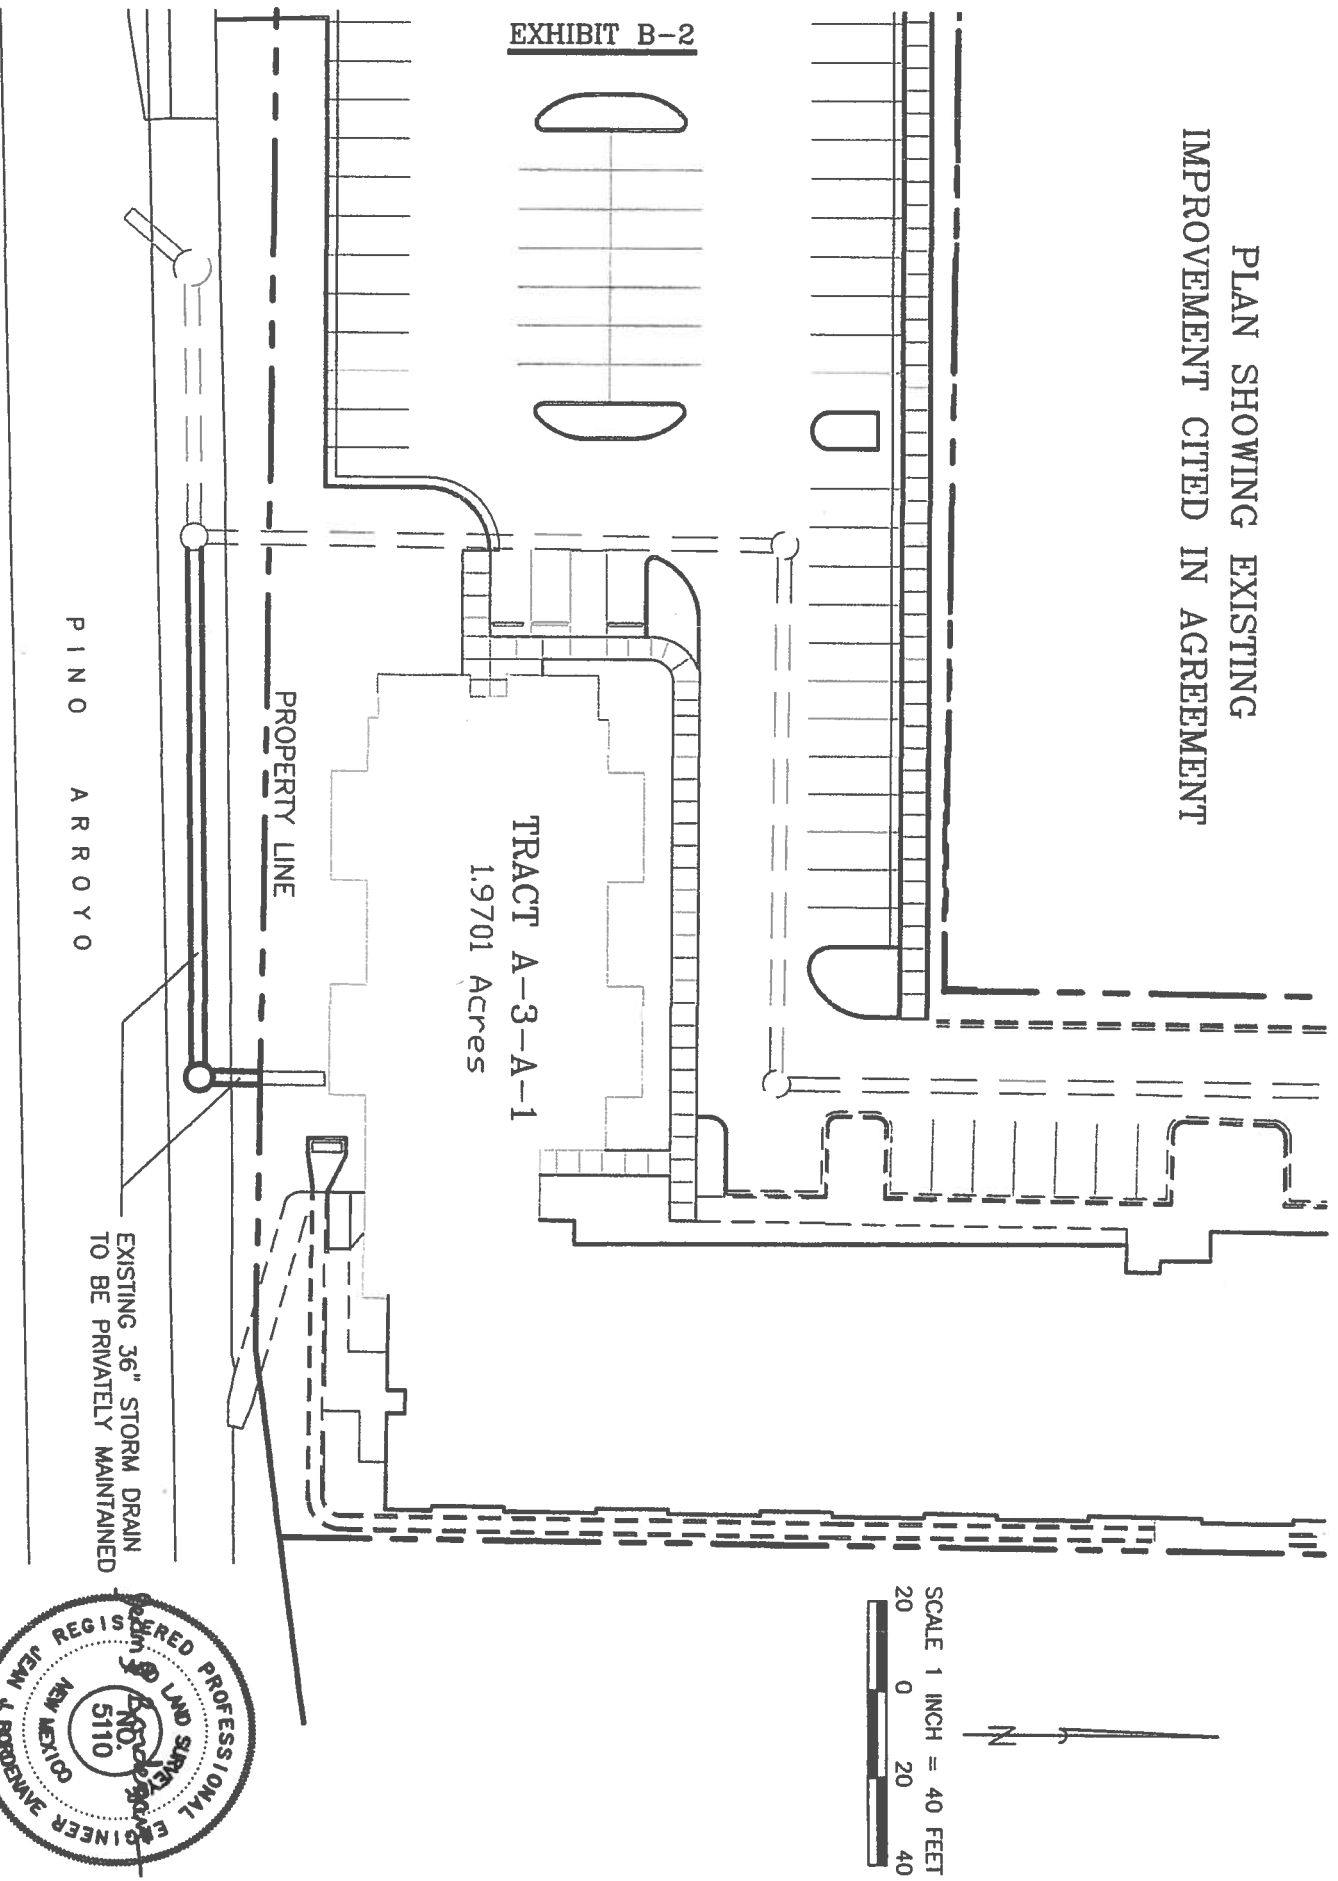 EXHIBIT B-2
PLAN SHOWING EXISTING
IMPROVEMENT CITED IN AGREEMENT
TRACT A-3-A-1
1.9701 Acres
PROPERTY LINE
PINO ARROYO
EXISTING 36" STORM DRAIN
TO BE PRIVATELY MAINTAINED
SCALE 1 INCH = 40 FEET
20 0 20 40
N
REGISTERED PROFESSIONAL ENGINEER
LAND SURVEYOR
JEAN J. BORDENAVE
NEW MEXICO
NO.
5110